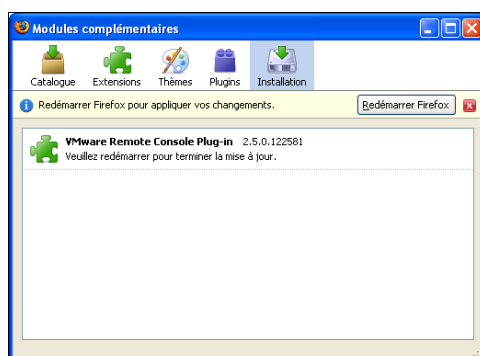 Modules complémentaires
Catalogue Extensions Thèmes Plugins Installation
Redémarrer Firefox pour appliquer vos changements. Redémarrer Firefox
VMware Remote Console Plug-in 2.5.0.122581
Veuillez redémarrer pour terminer la mise à jour.